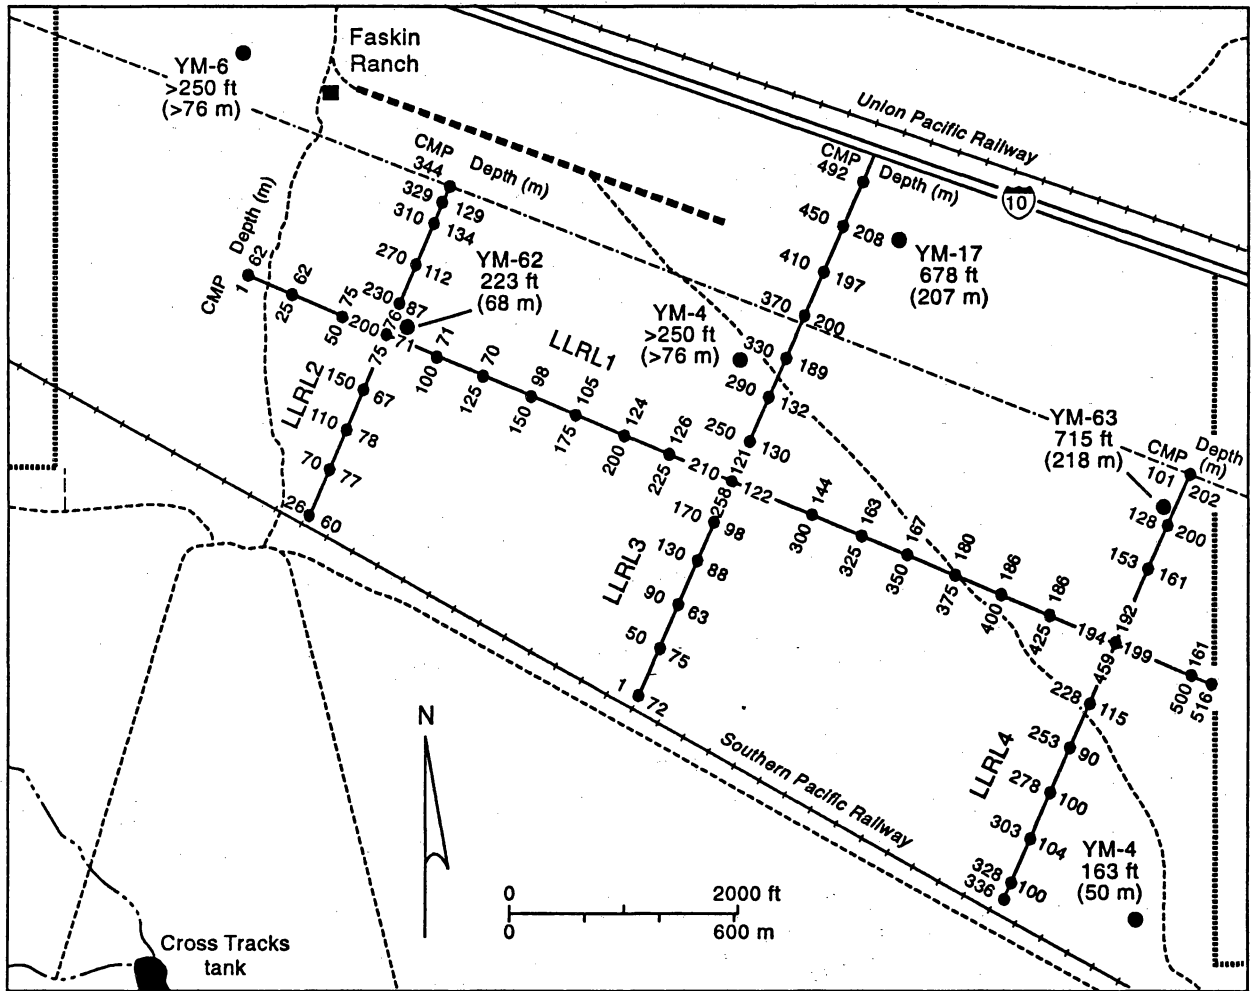 Faskin
Ranch
YM-6
>250 ft
(>76 m)
Union Pacific Railway
10
CMP
Depth (m)
344
329
129
310
134
270
112
230
87
76
200
71
75
150
67
110
78
70
77
26
60
LLRL2
YM-62
223 ft
(68 m)
CMP
Depth (m)
1
62
25
62
50
75
100
71
125
70
150
98
175
105
200
124
225
126
210
122
300
144
325
163
350
167
375
180
400
186
425
186
194
199
500
161
516
LLRL1
CMP
Depth (m)
492
450
208
410
197
370
200
330
189
290
132
250
130
121
258
170
98
130
88
90
63
50
75
1
72
LLRL3
YM-17
678 ft
(207 m)
YM-4
>250 ft
(>76 m)
YM-63
715 ft
(218 m)
CMP
Depth
(m)
101
202
128
200
153
161
192
459
228
115
253
90
278
100
303
104
328
100
336
LLRL4
YM-4
163 ft
(50 m)
N
Southern Pacific Railway
0
2000 ft
0
600 m
Cross Tracks
tank